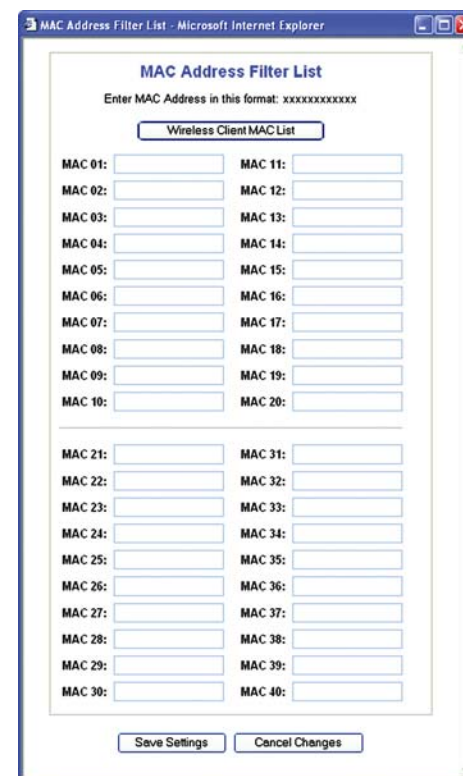 MAC Address Filter List - Microsoft Internet Explorer
MAC Address Filter List
Enter MAC Address in this format: xxxxxxxxxxxx
Wireless Client MAC List
MAC 01: MAC 11:
MAC 02: MAC 12:
MAC 03: MAC 13:
MAC 04: MAC 14:
MAC 05: MAC 15:
MAC 06: MAC 16:
MAC 07: MAC 17:
MAC 08: MAC 18:
MAC 09: MAC 19:
MAC 10: MAC 20:
MAC 21: MAC 31:
MAC 22: MAC 32:
MAC 23: MAC 33:
MAC 24: MAC 34:
MAC 25: MAC 35:
MAC 26: MAC 36:
MAC 27: MAC 37:
MAC 28: MAC 38:
MAC 29: MAC 39:
MAC 30: MAC 40:
Save Settings Cancel Changes